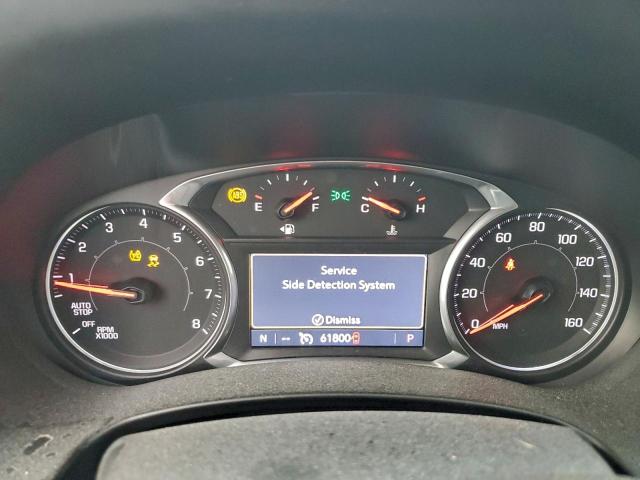 ABS
E F
C H
1 2 3 4 5 6 7 8
AUTO
STOP
OFF
RPM
X1000
Service
Side Detection System
Dismiss
N -- 61800 P
0 20 40 60 80 100 120 140 160
MPH